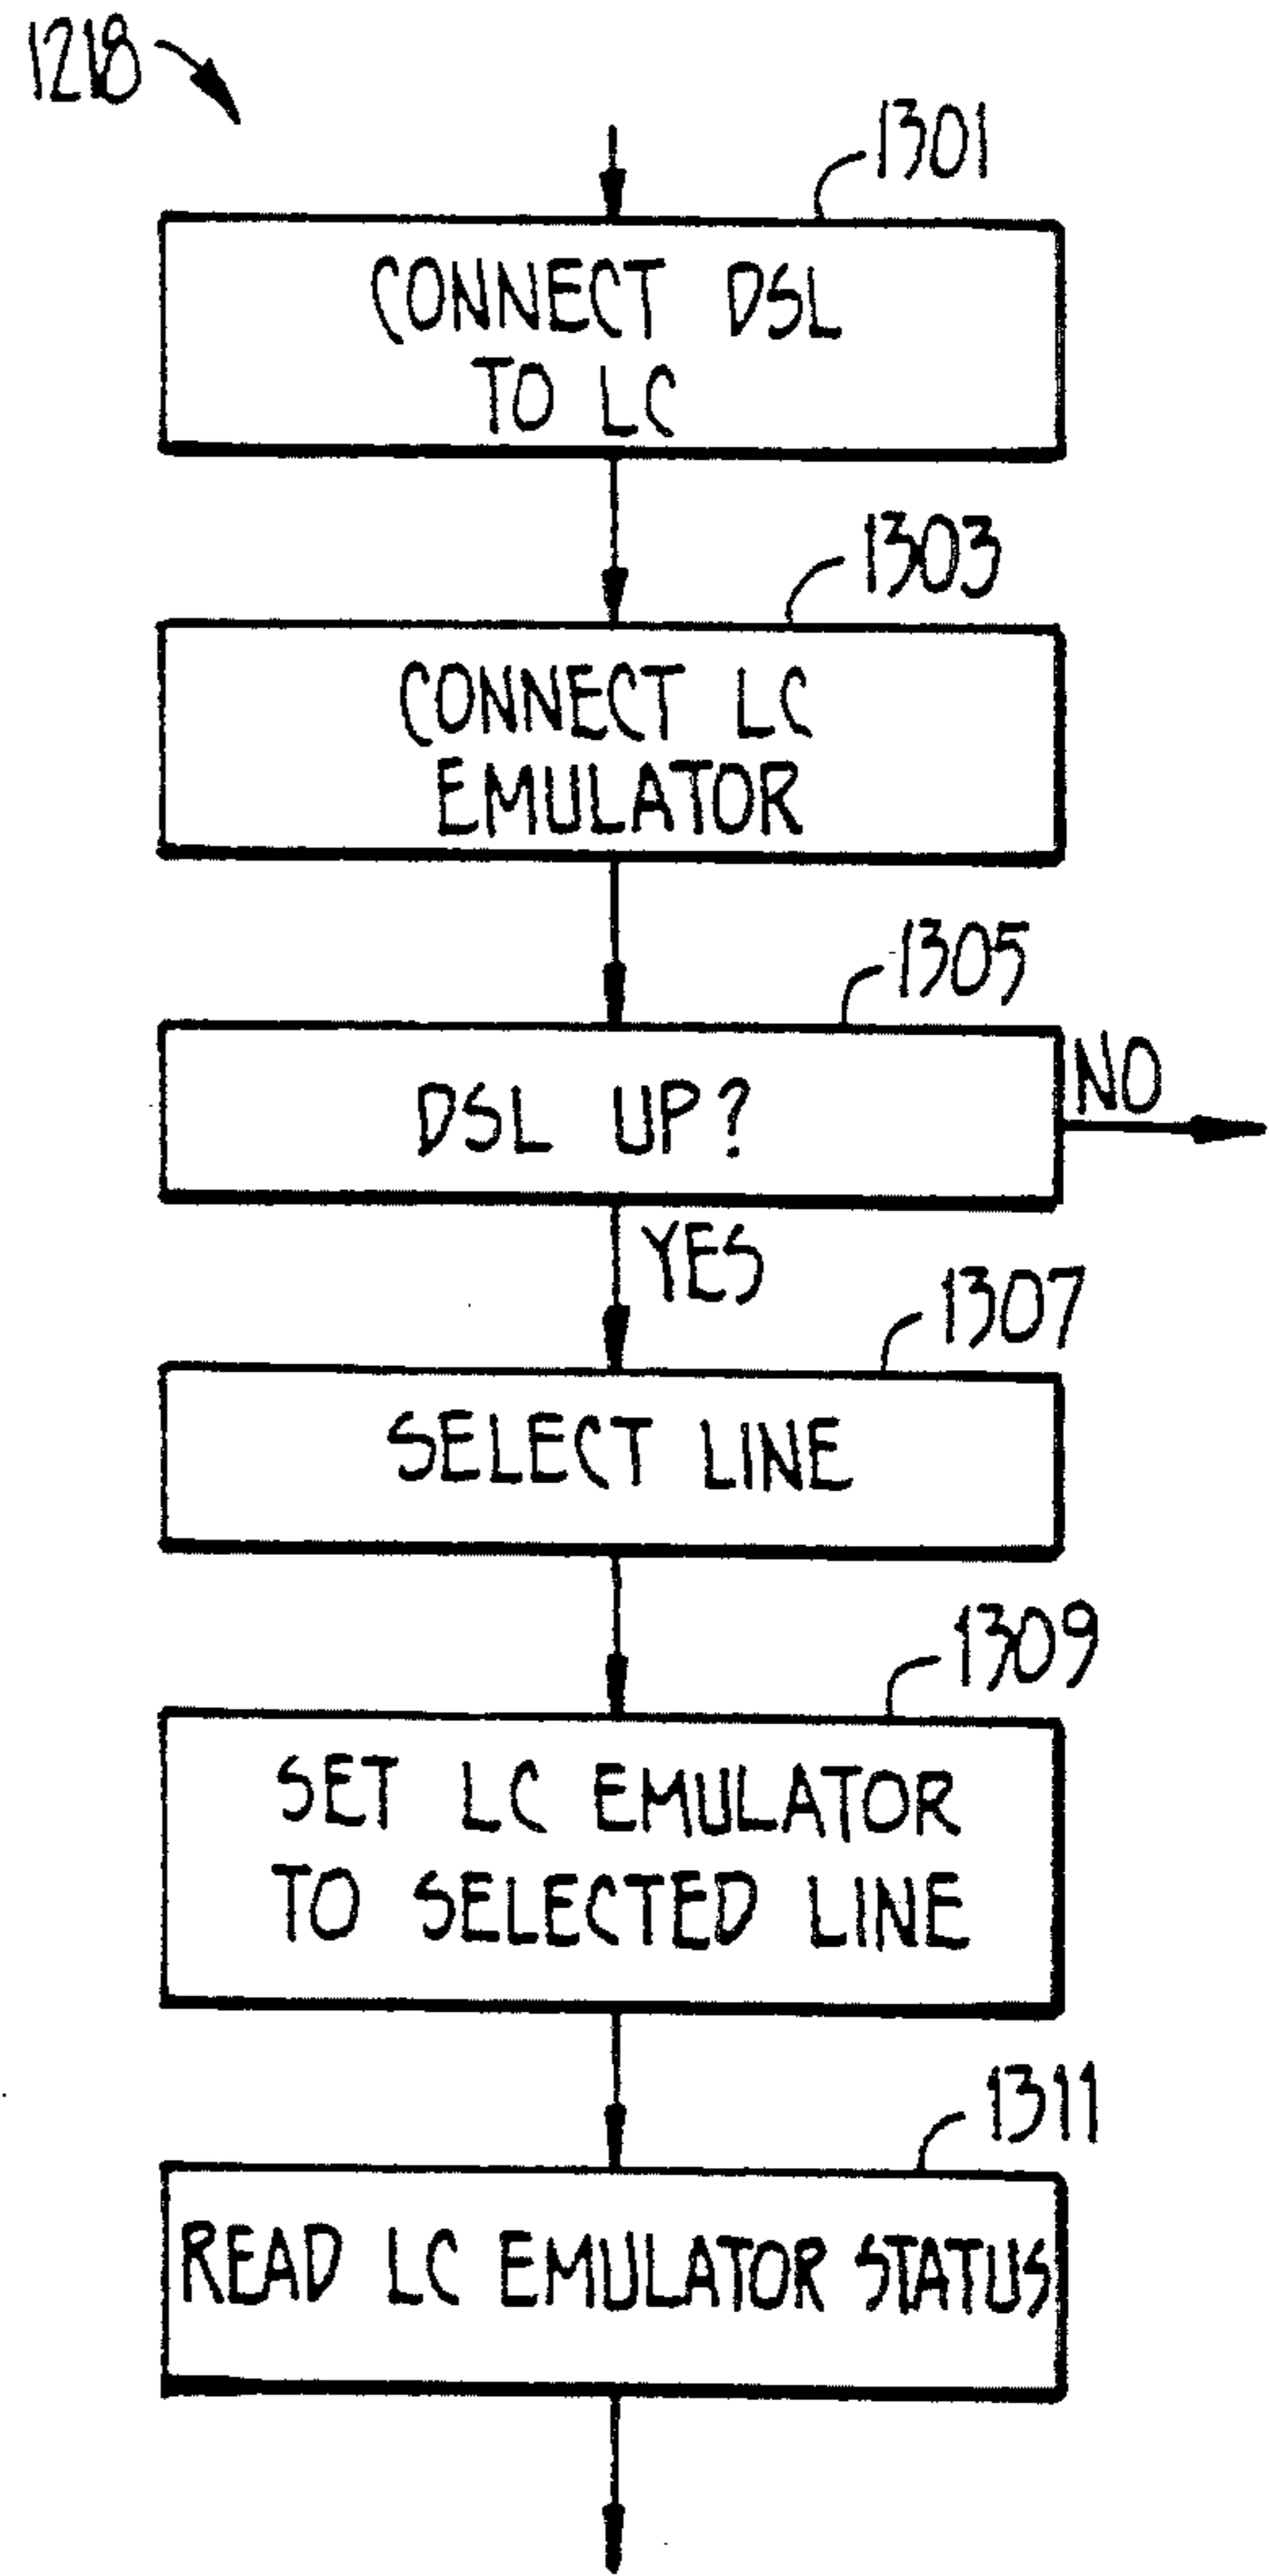 1218
1301
CONNECT DSL
TO LC
1303
CONNECT LC
EMULATOR
1305
DSL UP?
NO
YES
1307
SELECT LINE
1309
SET LC EMULATOR
TO SELECTED LINE
1311
READ LC EMULATOR STATUS